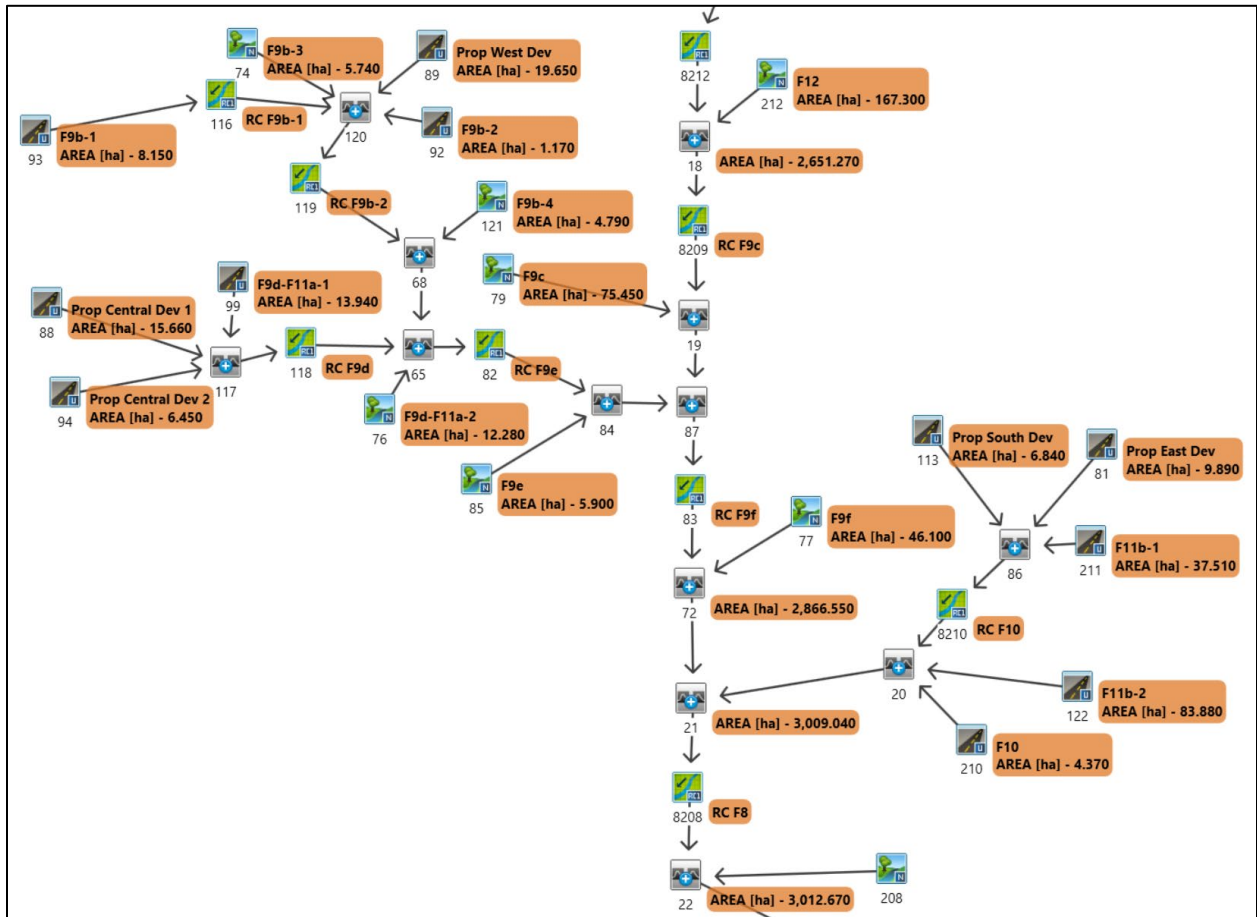 F9b-3
AREA [ha] - 5.740
74
Prop West Dev
AREA [ha] - 19.650
U
89
N
8212
RC1
F12
AREA [ha] - 167.300
212
N
F9b-1
AREA [ha] - 8.150
93
U
116
RC1
RC F9b-1
120
F9b-2
AREA [ha] - 1.170
92
U
18
AREA [ha] - 2,651.270
119
RC1
RC F9b-2
F9b-4
AREA [ha] - 4.790
121
N
8209
RC1
RC F9c
68
F9c
AREA [ha] - 75.450
79
N
19
F9d-F11a-1
AREA [ha] - 13.940
99
U
Prop Central Dev 1
AREA [ha] - 15.660
88
U
117
118
RC1
RC F9d
65
82
RC1
RC F9e
Prop Central Dev 2
AREA [ha] - 6.450
94
U
F9d-F11a-2
AREA [ha] - 12.280
76
N
84
87
F9e
AREA [ha] - 5.900
85
N
83
RC1
RC F9f
F9f
AREA [ha] - 46.100
77
N
Prop South Dev
AREA [ha] - 6.840
113
U
Prop East Dev
AREA [ha] - 9.890
81
U
86
F11b-1
AREA [ha] - 37.510
211
U
72
AREA [ha] - 2,866.550
8210
RC1
RC F10
20
F11b-2
AREA [ha] - 83.880
122
U
21
AREA [ha] - 3,009.040
F10
AREA [ha] - 4.370
210
U
8208
RC1
RC F8
22
AREA [ha] - 3,012.670
208
N